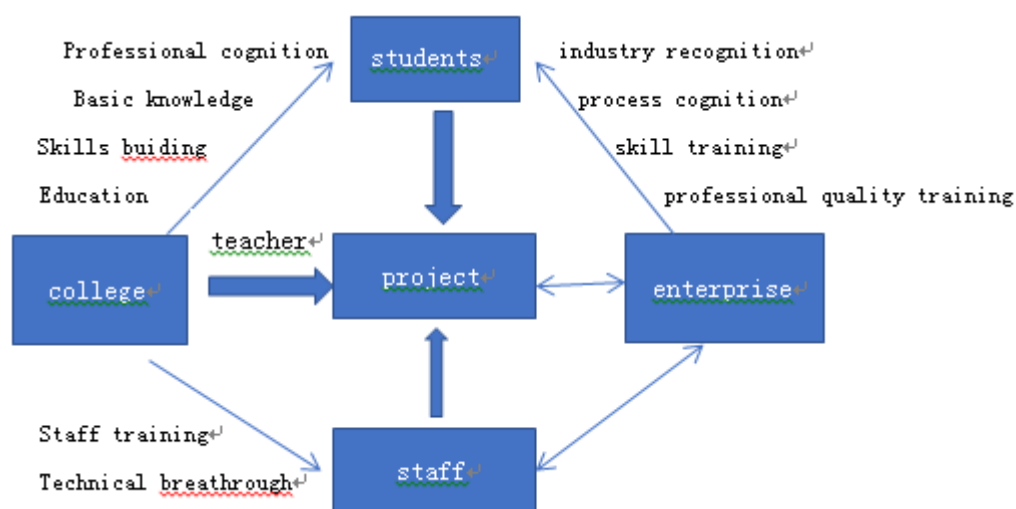 Professional cognition
students
industry recognition
Basic knowledge
process cognition
Skills buiding
skill training
Education
professional quality training
teacher
college
project
enterprise
Staff training
staff
Technical breathrough